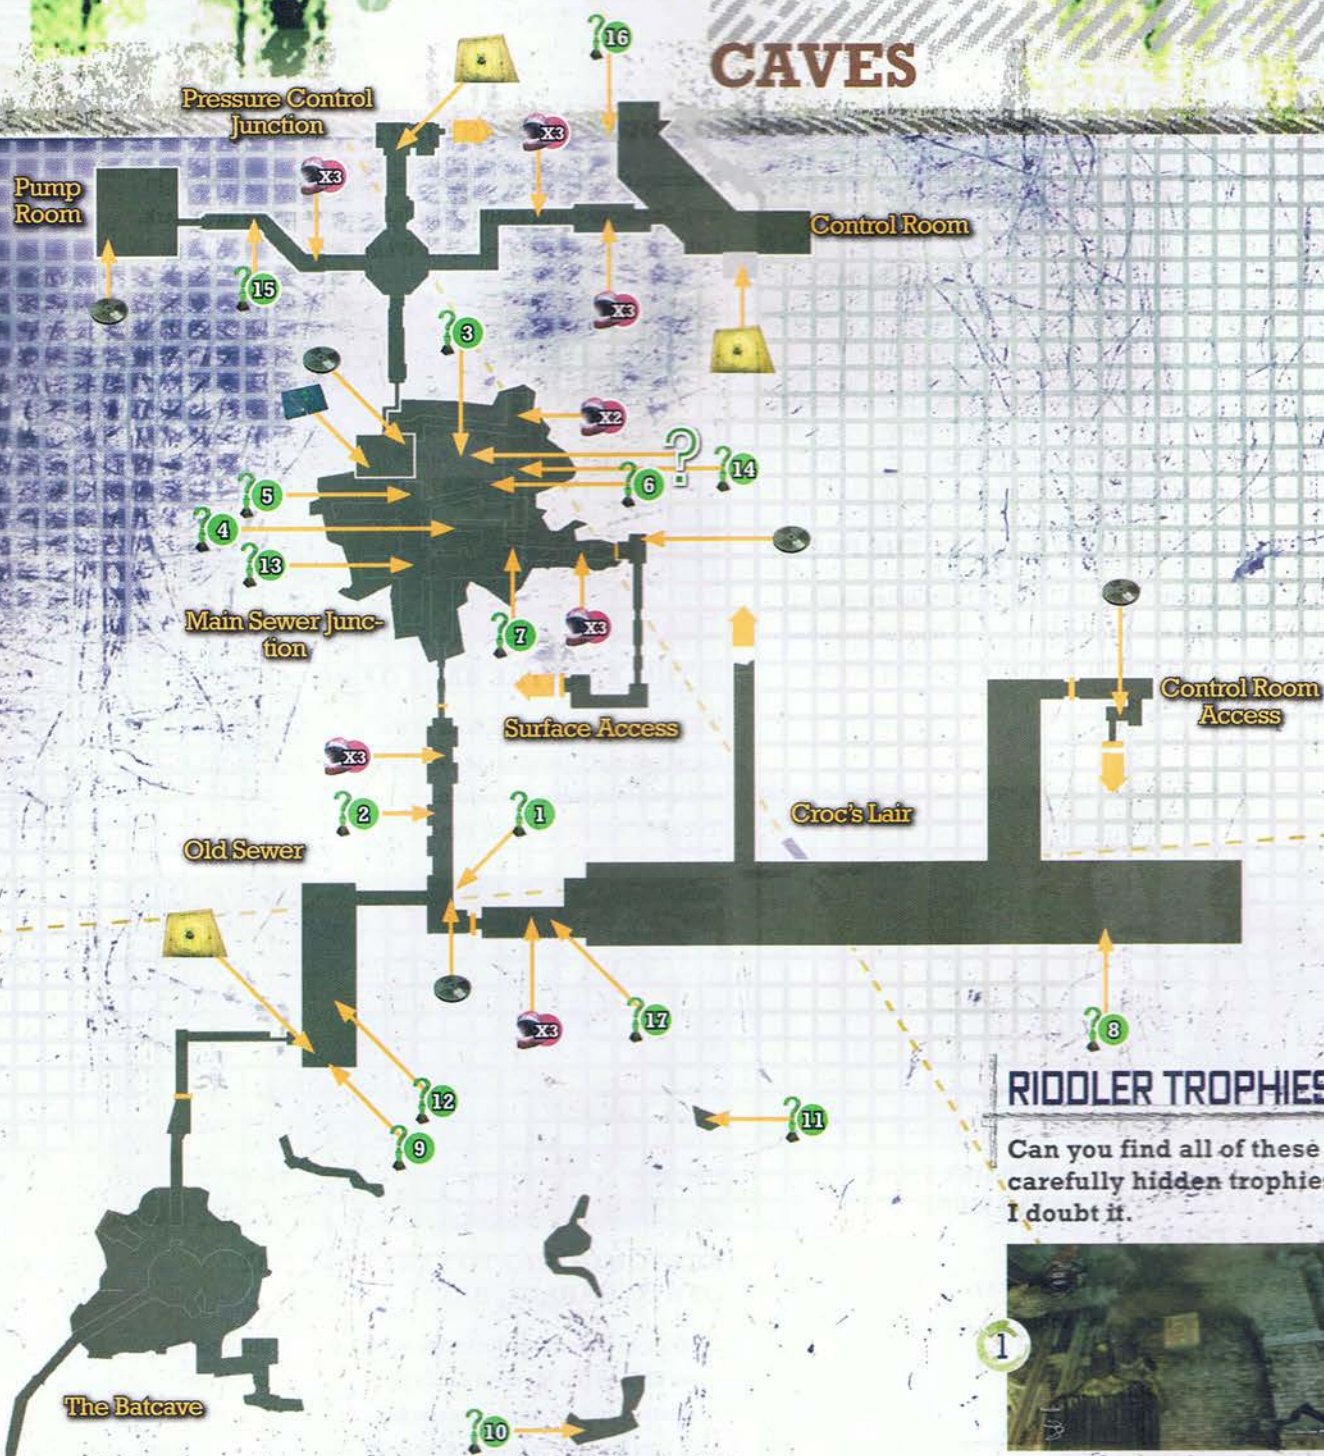 CAVES
16
Pressure Control
Junction
X3
X3
Pump
Room
Control Room
15
X3
3
X2
?
14
6
5
4
13
Main Sewer Junc-
tion
7
X3
Surface Access
Control Room
Access
X3
2
1
Croc's Lair
Old Sewer
X3
17
8
12
9
11
RIDDLER TROPHIES
Can you find all of these
carefully hidden trophies
I doubt it.
1
The Batcave
10